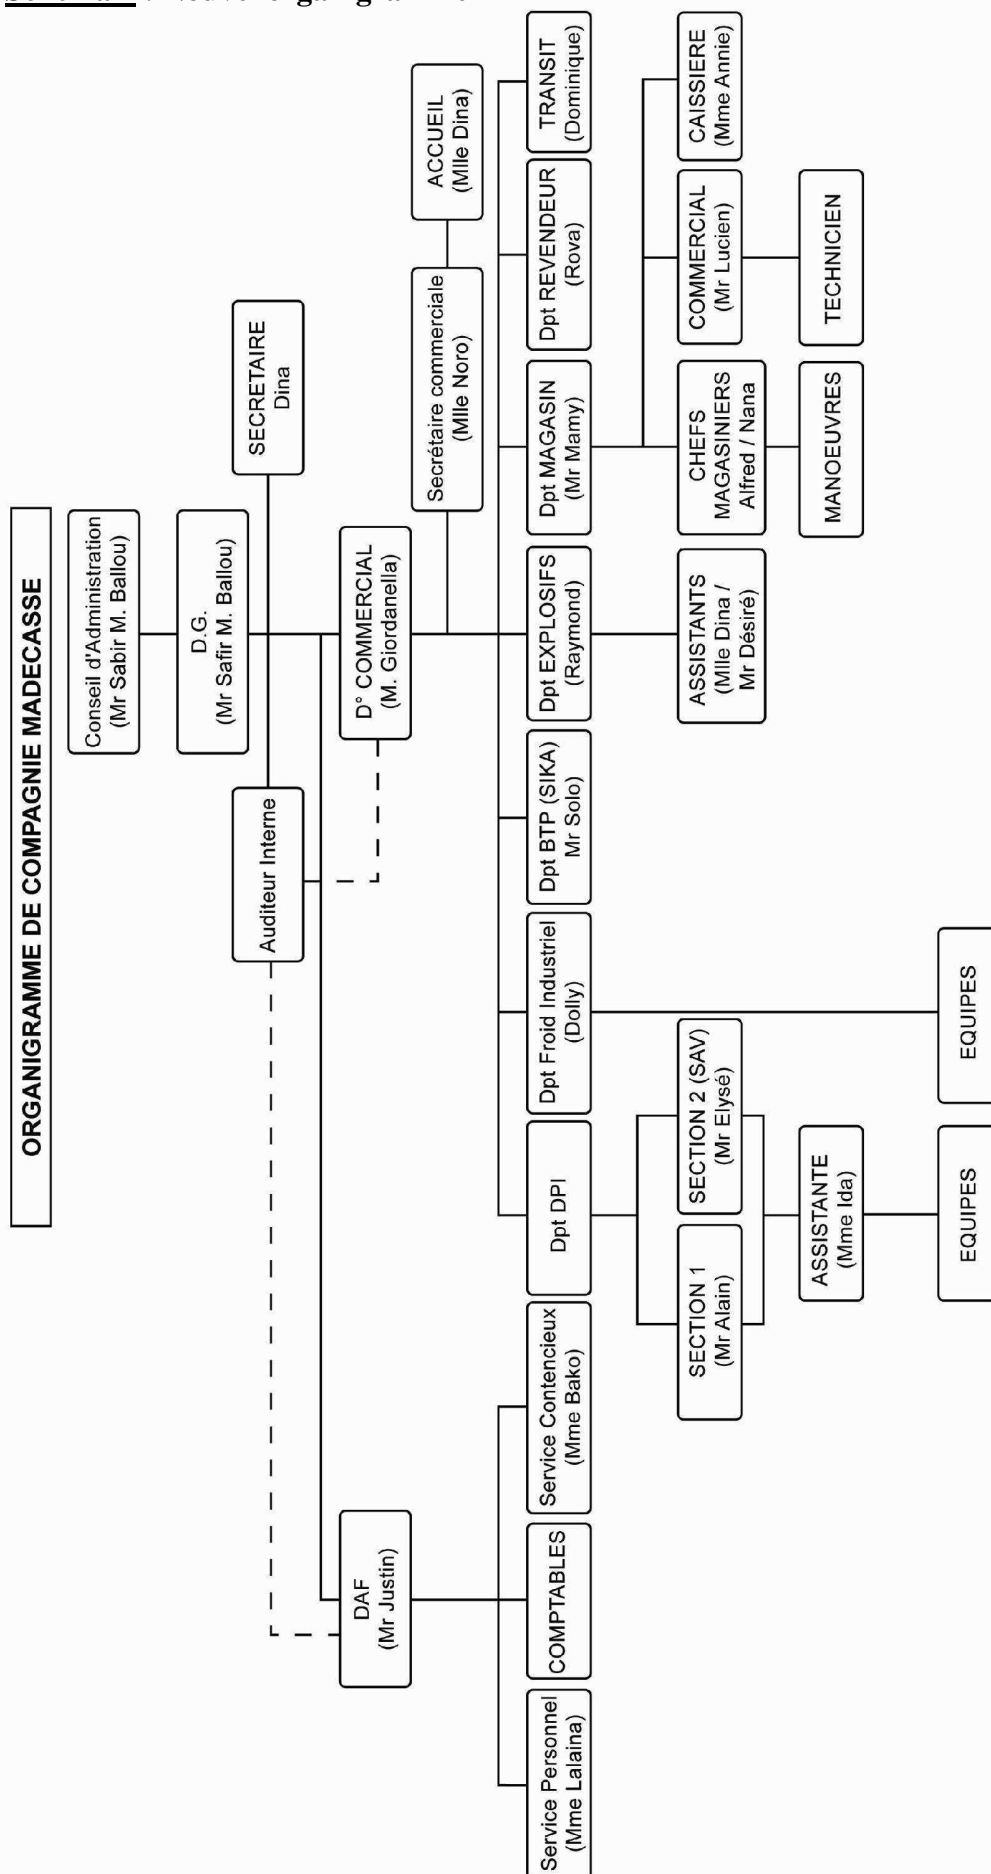 ORGANIGRAMME DE COMPAGNIE MADECASSE
Conseil d'Administration
(Mr Sabir M. Ballou)
D.G.
(Mr Safir M. Ballou)
Auditeur Interne
SECRETAIRE
Dina
DAF
(Mr Justin)
D° COMMERCIAL
(M. Giordanella)
Secrétaire commerciale
(Mlle Noro)
ACCUEIL
(Mlle Dina)
Service Personnel
(Mme Lalaina)
COMPTABLES
Service Contencieux
(Mme Bako)
Dpt DPI
Dpt Froid Industriel
(Dolly)
Dpt BTP (SIKA)
Mr Solo)
Dpt EXPLOSIFS
(Raymond)
Dpt MAGASIN
(Mr Mamy)
Dpt REVENDEUR
(Rova)
TRANSIT
(Dominique)
SECTION 1
(Mr Alain)
SECTION 2 (SAV)
(Mr Elysé)
ASSISTANTS
(Mlle Dina /
Mr Désiré)
CHEFS
MAGASINIERS
Alfred / Nana
COMMERCIAL
(Mr Lucien)
CAISSIERE
(Mme Annie)
ASSISTANTE
(Mme Ida)
MANOEUVRES
TECHNICIEN
EQUIPES
EQUIPES